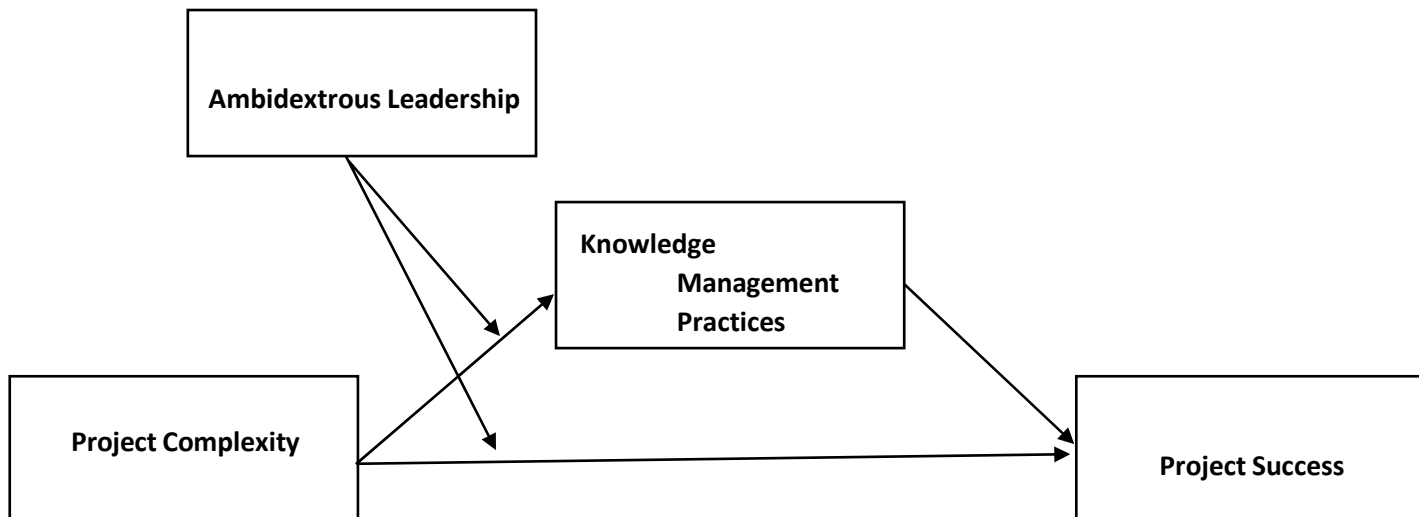 Ambidextrous Leadership
Knowledge
Management
Practices
Project Complexity
Project Success